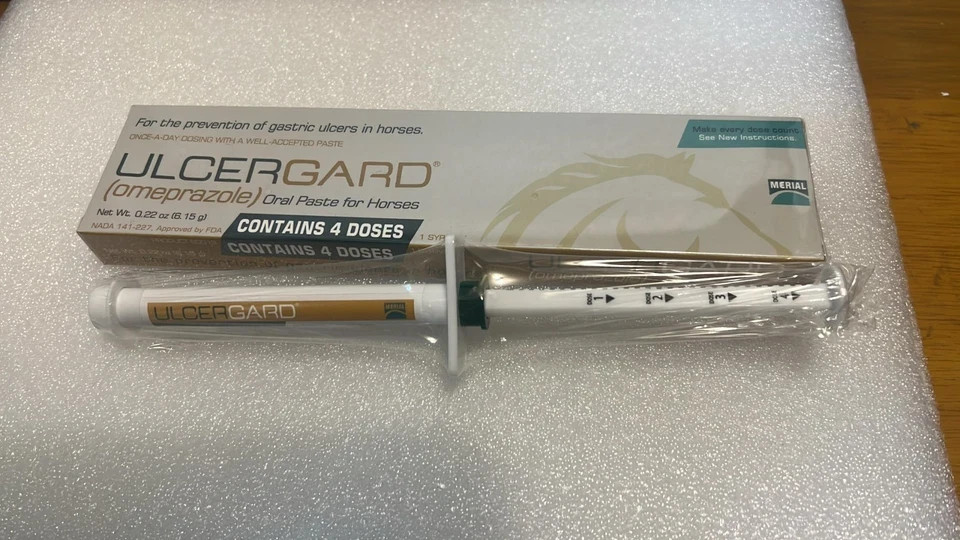 For the prevention of gastric ulcers in horses.
ONCE-A-DAY DOSING WITH A WELL-ACCEPTED PASTE
ULCERGARD®
(omeprazole) Oral Paste for Horses
Net Wt. 0.22 oz (6.15 g)
NADA 141-227, Approved by FDA
CONTAINS 4 DOSES
1 SYR
Make every dose count.
See New Instructions.
MERIAL
CONTAINS 4 DOSES
ULCERGARD
ULCERGARD®
MERIAL
DOSE 1
DOSE 2
DOSE 3
DOSE 4